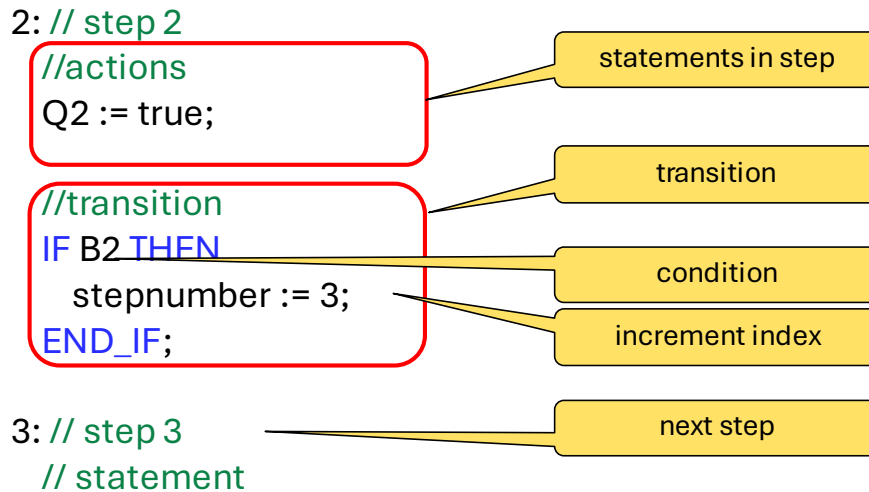 2: // step 2
//actions
Q2 := true;
//transition
IF B2 THEN
stepnumber := 3;
END_IF;
3: // step 3
// statement
statements in step
transition
condition
increment index
next step